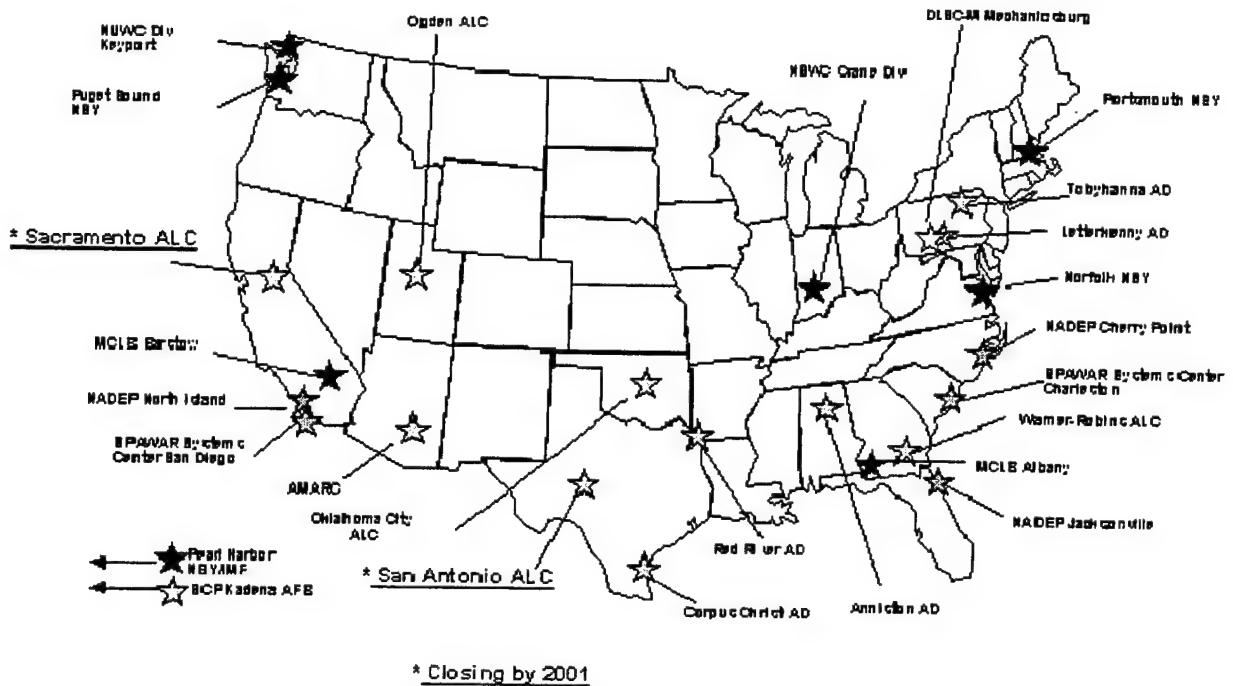 NUWC Div
Keyport
Ogden ALC
DLSC-M Mechanicsburg
NSWC Crane Div
Puget Sound
NSY
Portsmouth NSY
Tobyhanna AD
* Sacramento ALC
Letterkenny AD
Norfolk NSY
NADEP Cherry Point
MCLB Barstow
SPAWAR Systems Center
Charleston
NADEP North Island
Warner-Robins ALC
SPAWAR Systems
Center San Diego
MCLB Albany
AMARC
NADEP Jacksonville
Oklahoma City
ALC
Red River AD
Pearl Harbor
NSY/IMF
* San Antonio ALC
SCP Kadena AFB
Corpus Christi AD
Anniston AD
* Closing by 2001